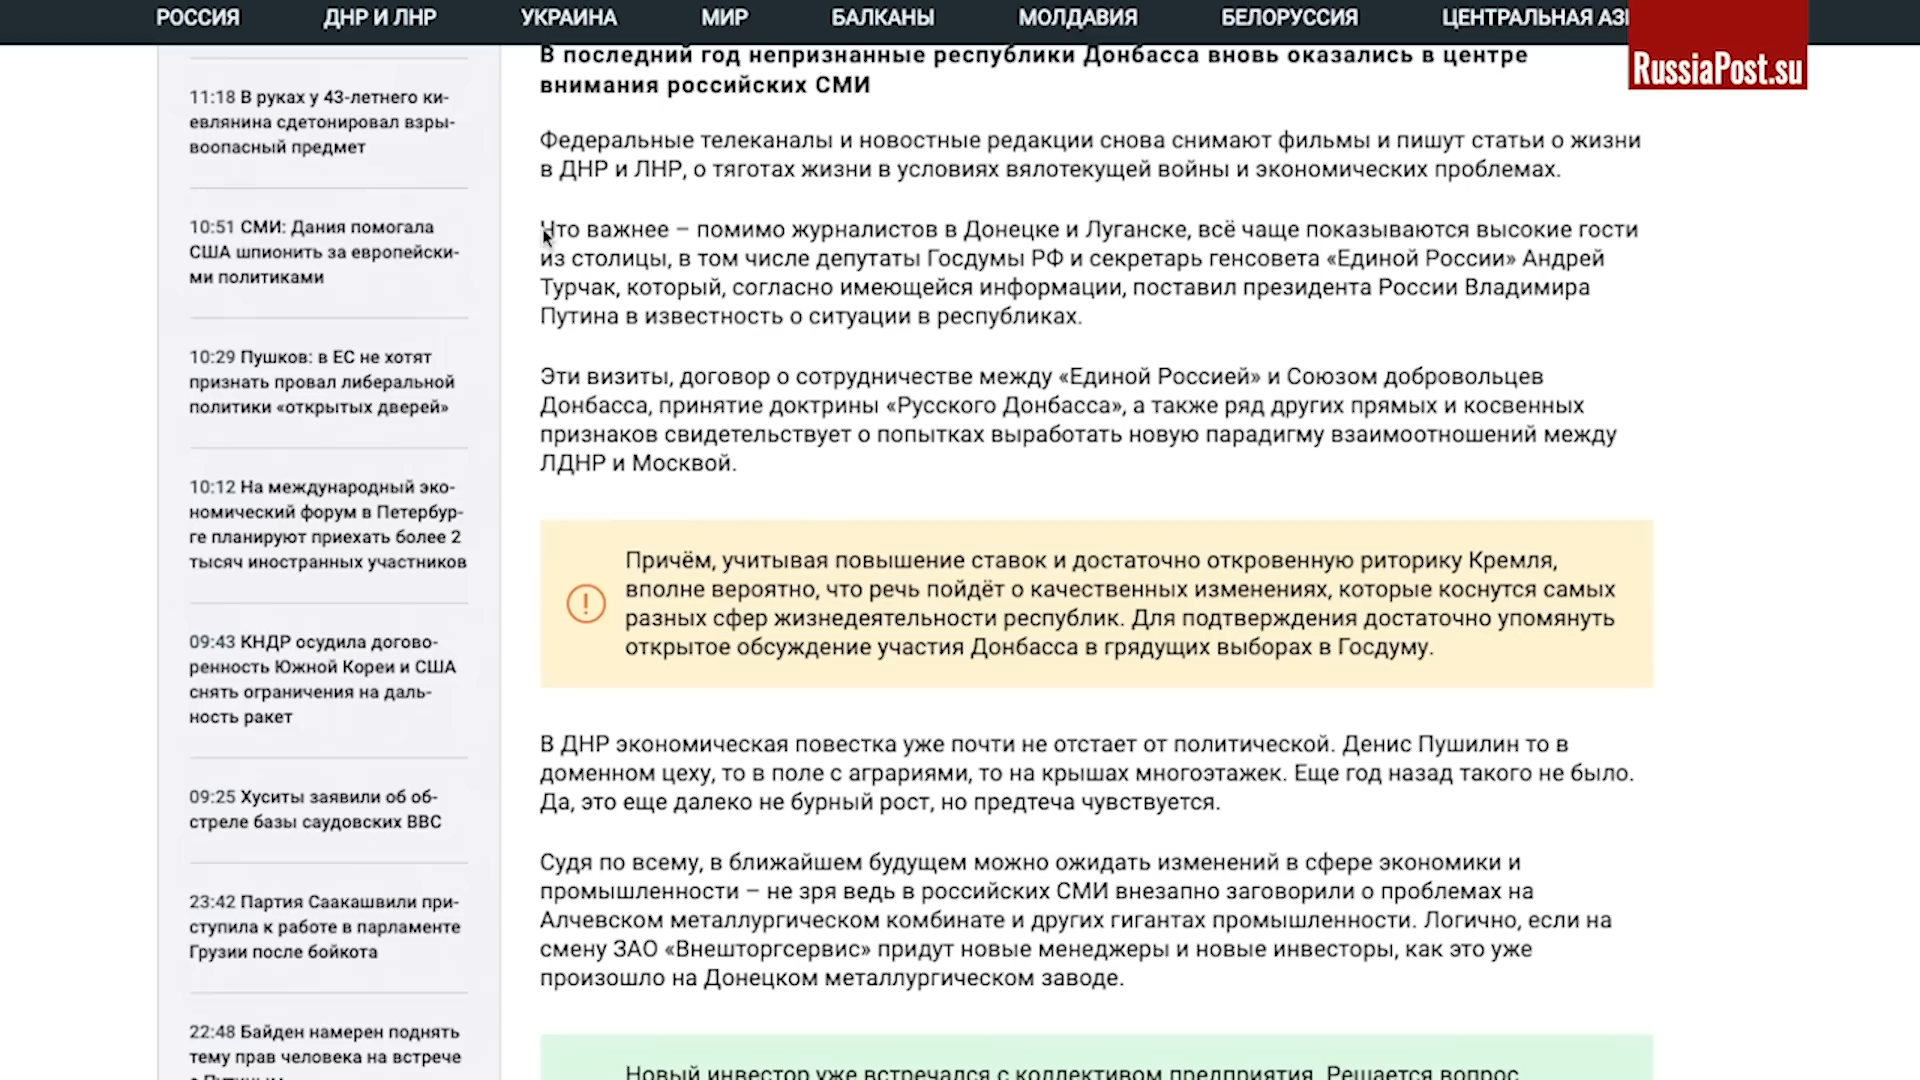 РОССИЯ ДНР И ЛНР УКРАИНА МИР БАЛКАНЫ МОЛДАВИЯ БЕЛОРУССИЯ ЦЕНТРАЛЬНАЯ АЗИ
RussiaPost.su
11:18 В руках у 43-летнего ки-
евлянина сдетонировал взры-
воопасный предмет
10:51 СМИ: Дания помогала
США шпионить за европейски-
ми политиками
10:29 Пушков: в ЕС не хотят
признать провал либеральной
политики «открытых дверей»
10:12 На международный эко-
номический форум в Петербур-
ге планируют приехать более 2
тысяч иностранных участников
09:43 КНДР осудила догово-
ренность Южной Кореи и США
снять ограничения на даль-
ность ракет
09:25 Хуситы заявили об об-
стреле базы саудовских ВВС
23:42 Партия Саакашвили при-
ступила к работе в парламенте
Грузии после бойкота
22:48 Байден намерен поднять
тему прав человека на встрече
В последний год непризнанные республики Донбасса вновь оказались в центре
внимания российских СМИ
Федеральные телеканалы и новостные редакции снова снимают фильмы и пишут статьи о жизни
в ДНР и ЛНР, о тяготах жизни в условиях вялотекущей войны и экономических проблемах.
Что важнее – помимо журналистов в Донецке и Луганске, всё чаще показываются высокие гости
из столицы, в том числе депутаты Госдумы РФ и секретарь генсовета «Единой России» Андрей
Турчак, который, согласно имеющейся информации, поставил президента России Владимира
Путина в известность о ситуации в республиках.
Эти визиты, договор о сотрудничестве между «Единой Россией» и Союзом добровольцев
Донбасса, принятие доктрины «Русского Донбасса», а также ряд других прямых и косвенных
признаков свидетельствует о попытках выработать новую парадигму взаимоотношений между
ЛДНР и Москвой.
Причём, учитывая повышение ставок и достаточно откровенную риторику Кремля,
вполне вероятно, что речь пойдёт о качественных изменениях, которые коснутся самых
разных сфер жизнедеятельности республик. Для подтверждения достаточно упомянуть
открытое обсуждение участия Донбасса в грядущих выборах в Госдуму.
В ДНР экономическая повестка уже почти не отстает от политической. Денис Пушилин то в
доменном цеху, то в поле с аграриями, то на крышах многоэтажек. Еще год назад такого не было.
Да, это еще далеко не бурный рост, но предтеча чувствуется.
Судя по всему, в ближайшем будущем можно ожидать изменений в сфере экономики и
промышленности – не зря ведь в российских СМИ внезапно заговорили о проблемах на
Алчевском металлургическом комбинате и других гигантах промышленности. Логично, если на
смену ЗАО «Внешторгсервис» придут новые менеджеры и новые инвесторы, как это уже
произошло на Донецком металлургическом заводе.
Новый инвестор уже встречался с коллективом предприятия. Решается вопрос